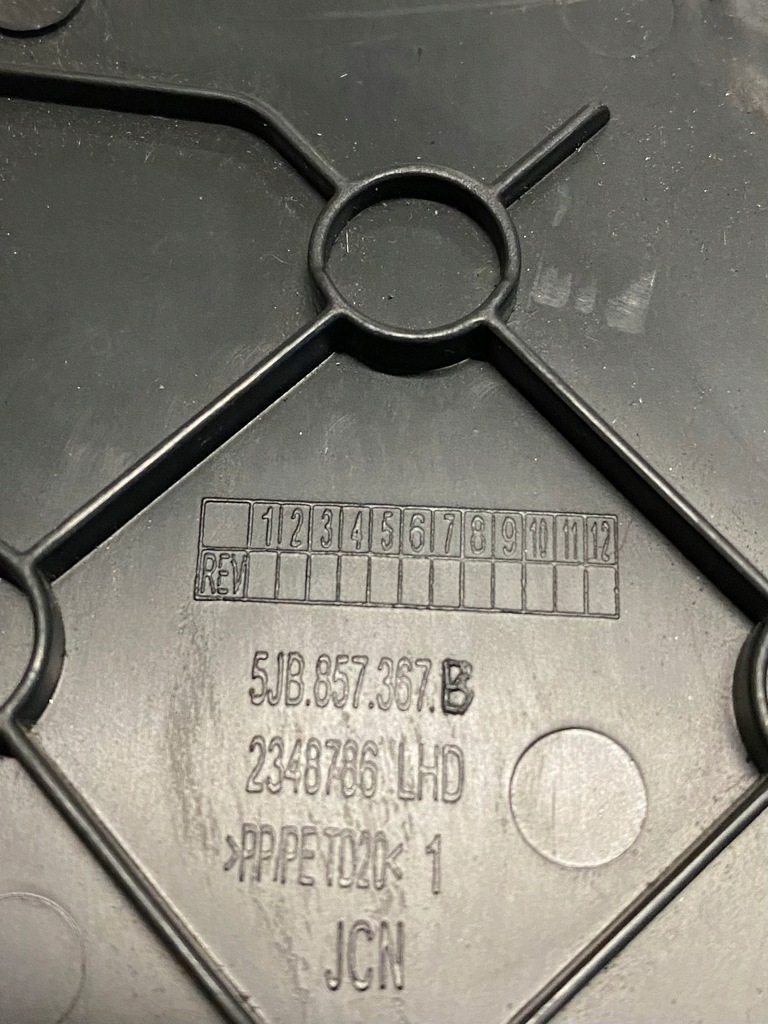 1 2 3 4 5 6 7 8 9 10 11 12
REV
5JB.857.367.B
2348786 LHD
>PP/PE TD20< 1
JCN